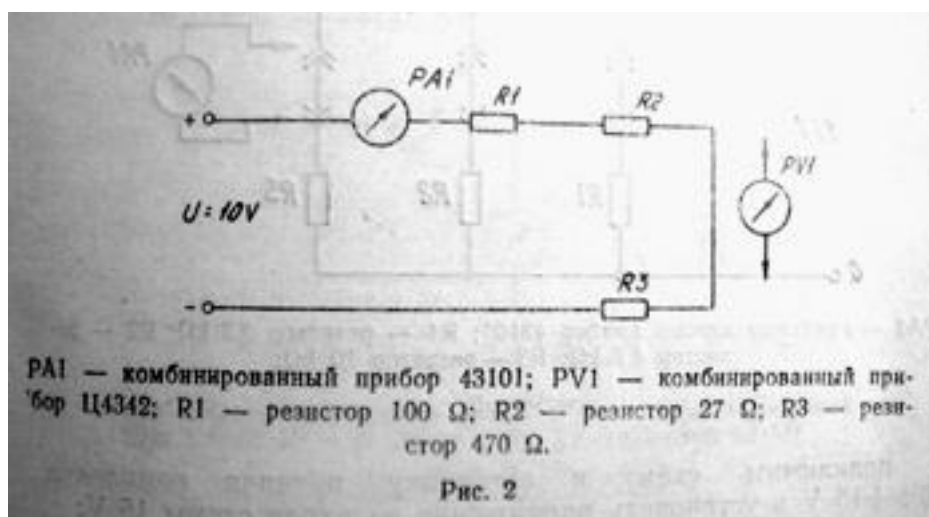 PA1
R1
R2
PV1
+
U = 10V
R3
-
PA1 — комбинированный прибор 43101; PV1 — комбинированный при-
бор Ц4342; R1 — резистор 100 Ω; R2 — резистор 27 Ω; R3 — рези-
стор 470 Ω.
Рис. 2